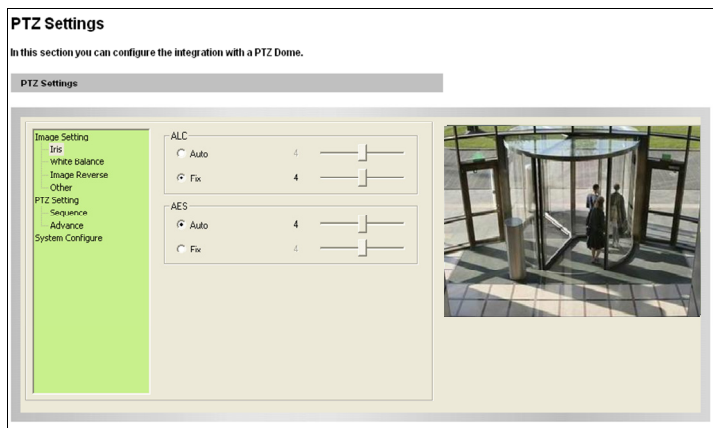 PTZ Settings
In this section you can configure the integration with a PTZ Dome.
PTZ Settings
Image Setting
Iris
White Balance
Image Reverse
Other
PTZ Setting
Sequence
Advance
System Configure
ALC
Auto 4
Fix 4
AES
Auto 4
Fix 4